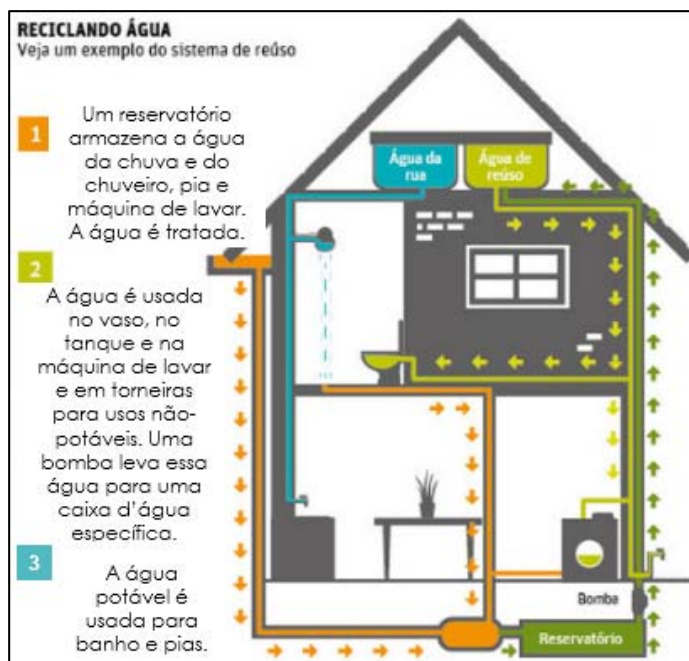 RECICLANDO ÁGUA
Veja um exemplo do sistema de reúso
1
Um reservatório
armazena a água
da chuva e do
chuveiro, pia e
máquina de lavar.
A água é tratada.
2
A água é usada
no vaso, no
tanque e na
máquina de lavar
e em torneiras
para usos não-
potáveis. Uma
bomba leva essa
água para uma
caixa d'água
específica.
3
A água
potável é
usada para
banho e pias.
Água da
rua
Água de
reúso
Bomba
Reservatório